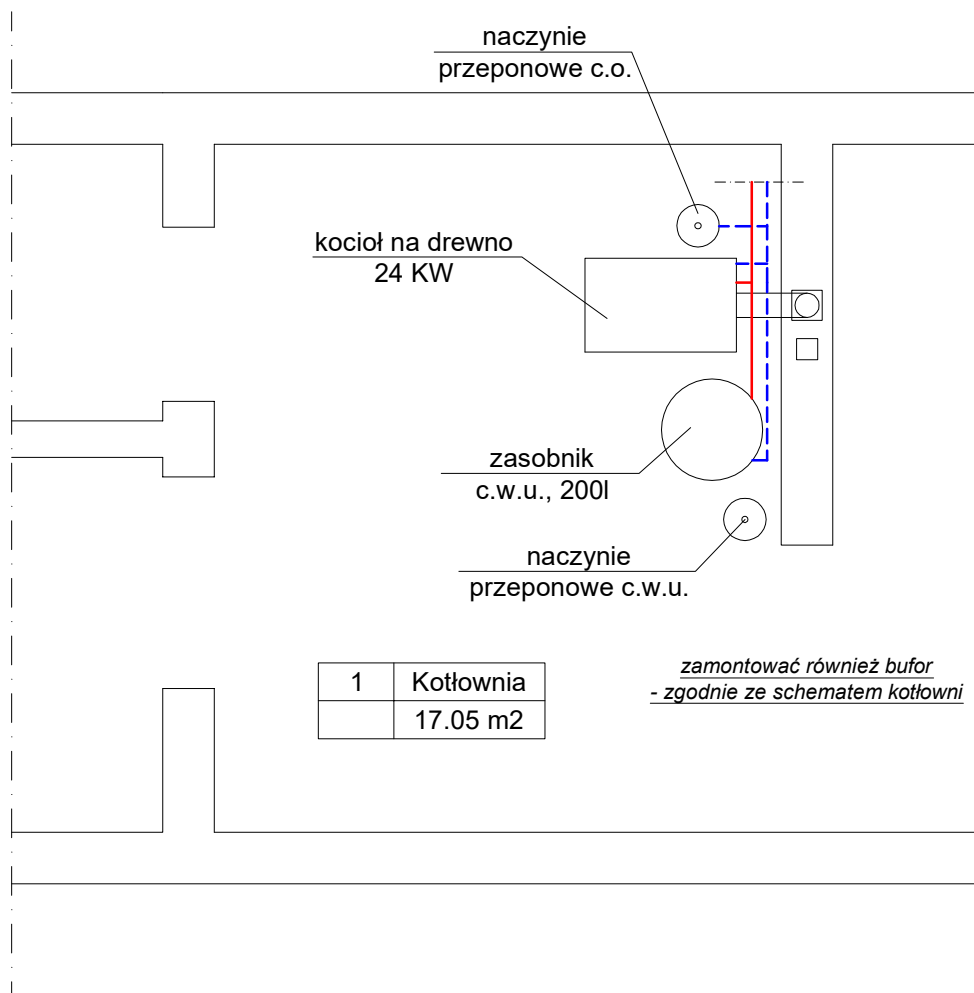 naczynie
przeponowe c.o.
kocioł na drewno
24 KW
zasobnik
c.w.u., 200l
naczynie
przeponowe c.w.u.
1 Kotłownia
17.05 m2
zamontować również bufor
- zgodnie ze schematem kotłowni